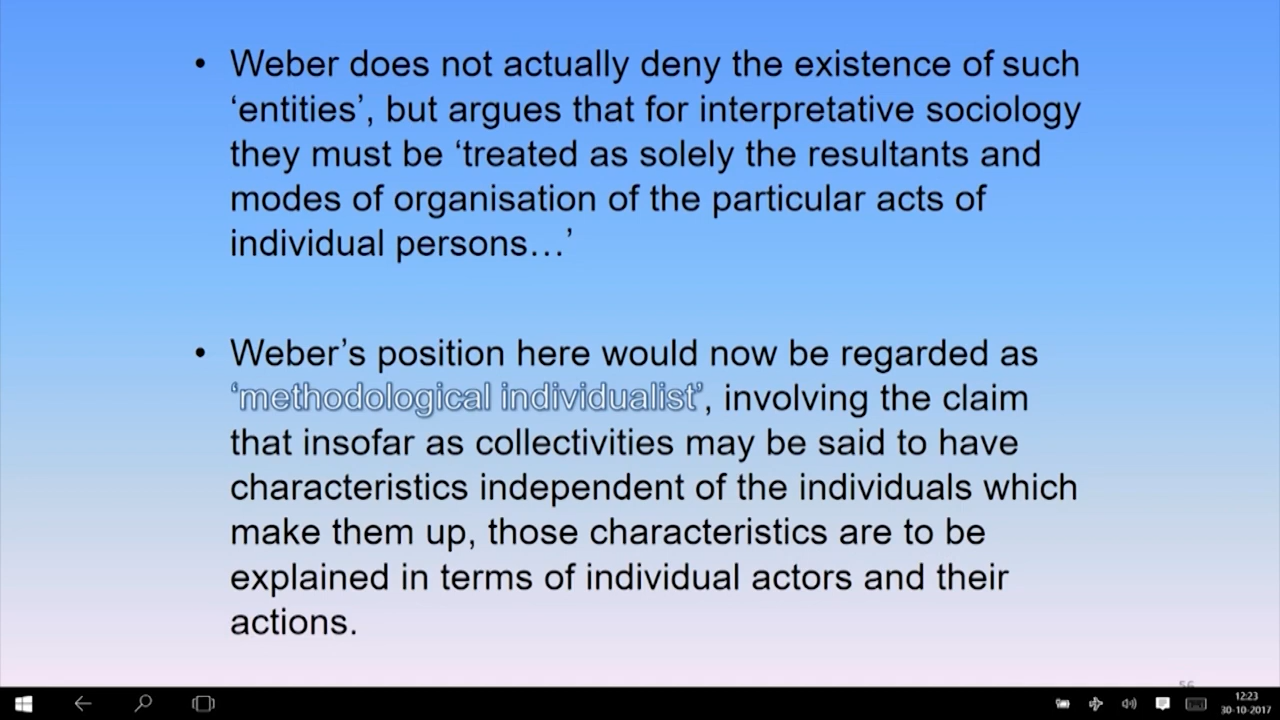 • Weber does not actually deny the existence of such
‘entities’, but argues that for interpretative sociology
they must be ‘treated as solely the resultants and
modes of organisation of the particular acts of
individual persons…’
• Weber’s position here would now be regarded as
‘methodological individualist’, involving the claim
that insofar as collectivities may be said to have
characteristics independent of the individuals which
make them up, those characteristics are to be
explained in terms of individual actors and their
actions.
56
12:23
30-10-2017